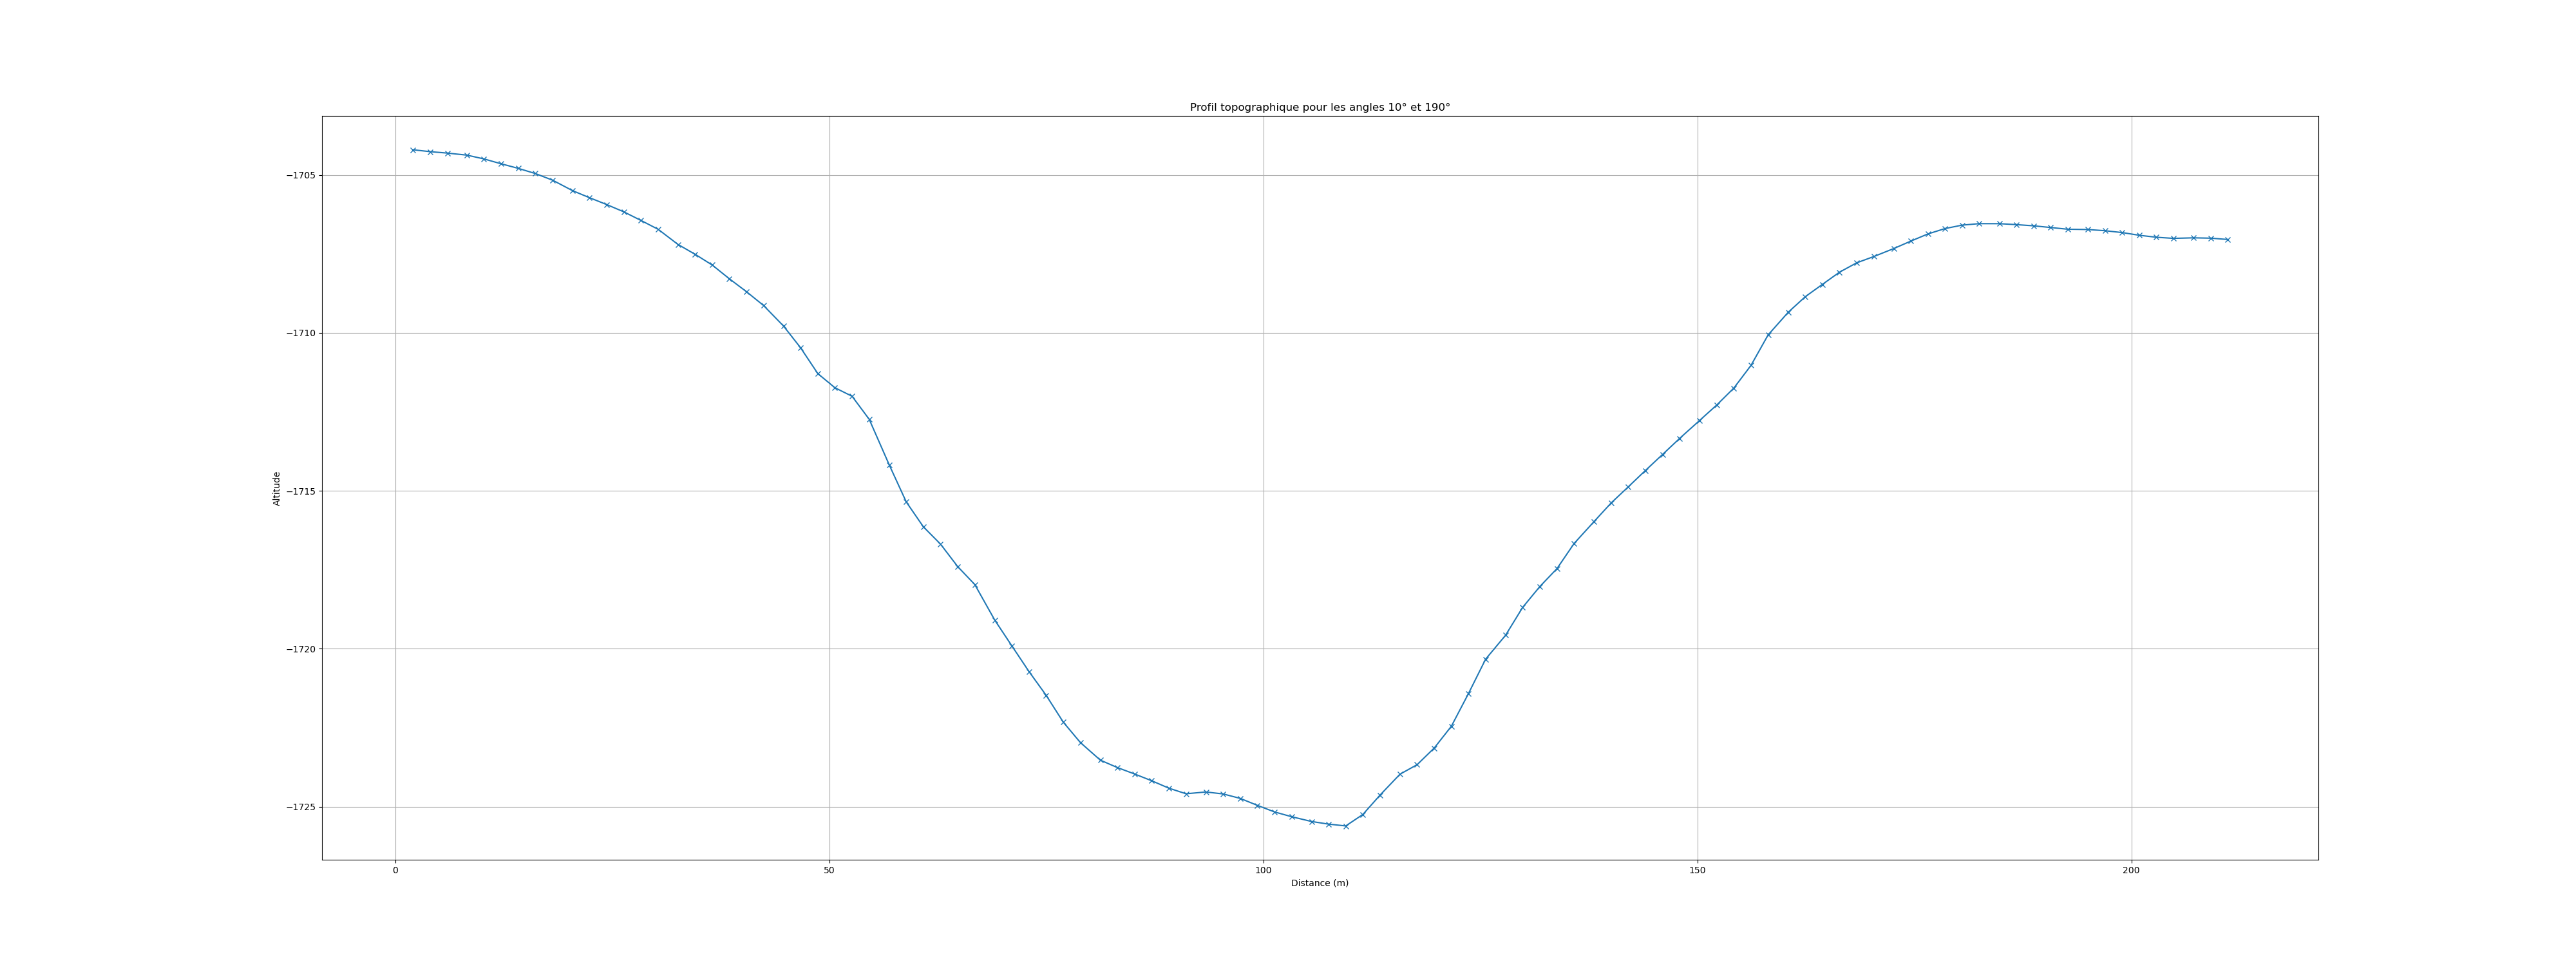 Profil topographique pour les angles 10° et 190°
−1705
−1710
−1715
−1720
−1725
Altitude
0 50 100 150 200
Distance (m)